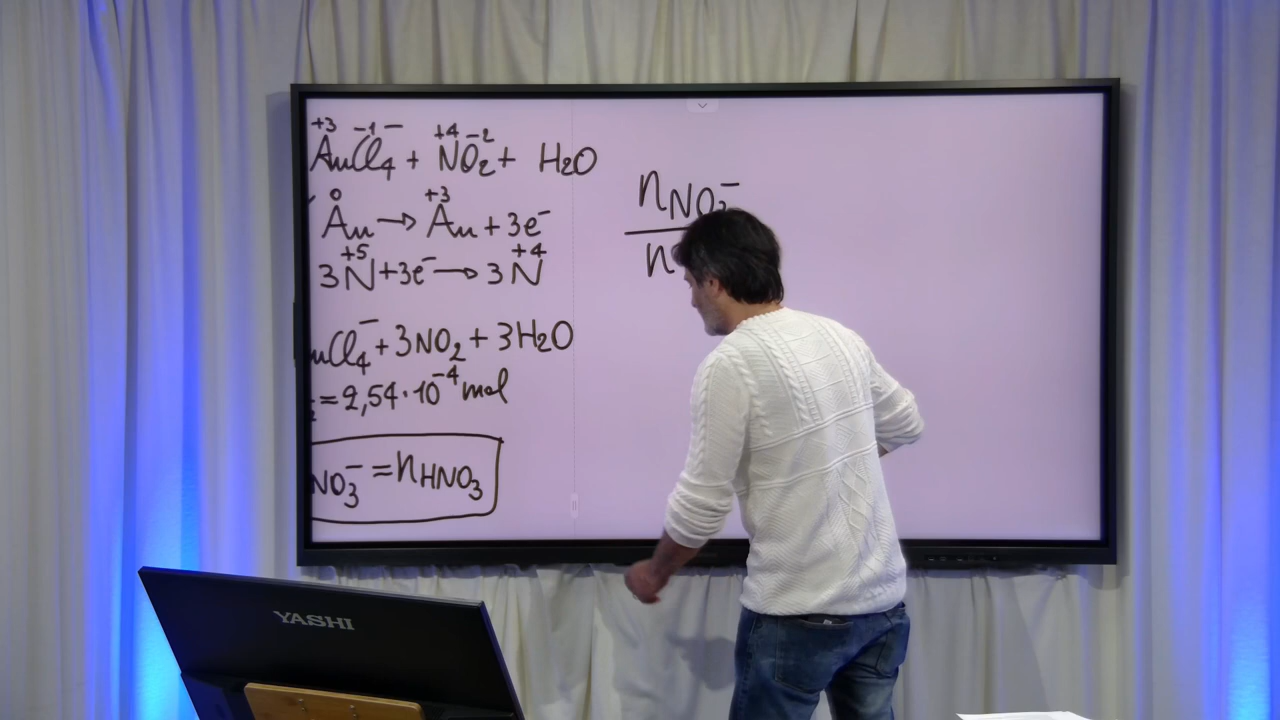 +3 -1 -   +4 -2
AuCl4 + NO2 + H2O
0   +3
Au → Au + 3e-
+5   +4
3N + 3e- → 3N
uCl4- + 3NO2 + 3H2O
= 2,54·10-4 mol
NO3- = nHNO3
nNO3-
n
YASHI